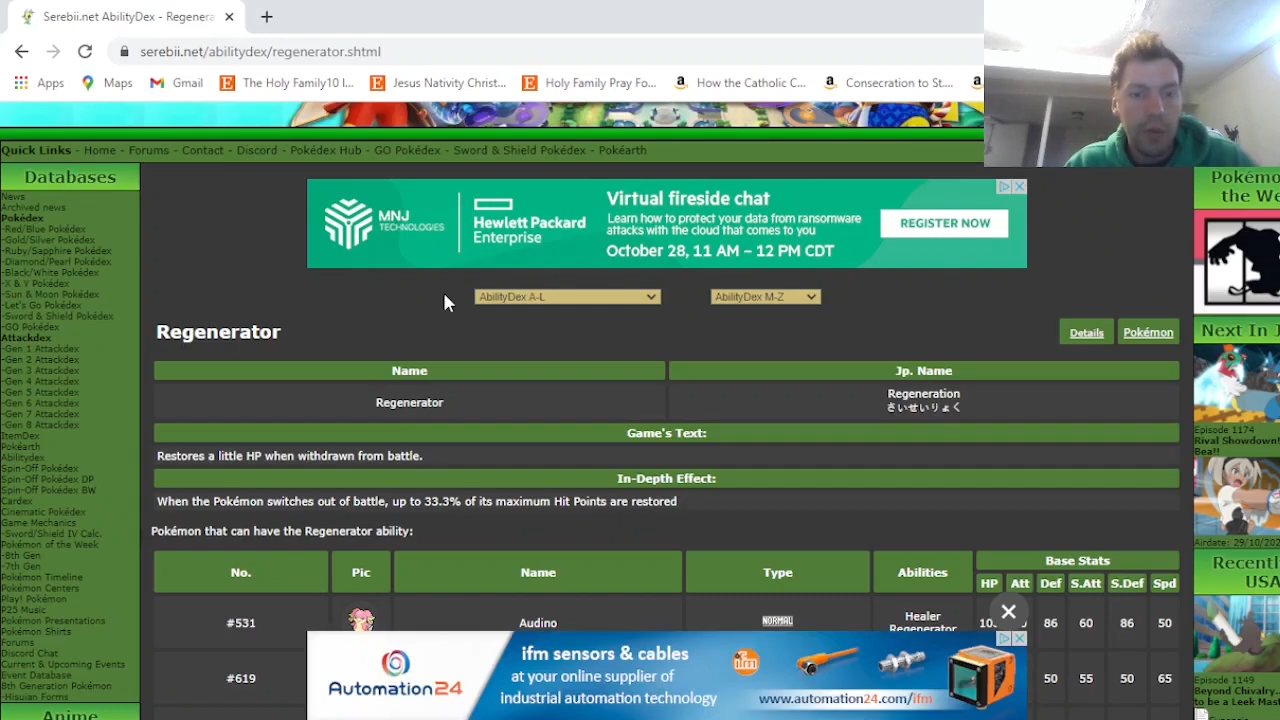 Serebii.net AbilityDex - Regenera
serebii.net/abilitydex/regenerator.shtml
Apps Maps Gmail The Holy Family10 I... Jesus Nativity Christ... Holy Family Pray Fo... How the Catholic C... Consecration to St...
Quick Links - Home - Forums - Contact - Discord - Pokédex Hub - GO Pokédex - Sword & Shield Pokédex - Pokéarth
Databases
News
Archived news
Pokédex
-Red/Blue Pokédex
-Gold/Silver Pokédex
-Ruby/Sapphire Pokédex
-Diamond/Pearl Pokédex
-Black/White Pokédex
-X & Y Pokédex
-Sun & Moon Pokédex
-Let's Go Pokédex
-Sword & Shield Pokédex
-GO Pokédex
Attackdex
-Gen 1 Attackdex
-Gen 2 Attackdex
-Gen 3 Attackdex
-Gen 4 Attackdex
-Gen 5 Attackdex
-Gen 6 Attackdex
-Gen 7 Attackdex
-Gen 8 Attackdex
ItemDex
Pokéarth
Abilitydex
Spin-Off Pokédex
Spin-Off Pokédex DP
Spin-Off Pokédex BW
Cardex
Cinematic Pokédex
Game Mechanics
-Sword/Shield IV Calc.
Pokémon of the Week
-8th Gen
-7th Gen
Pokémon Timeline
Pokémon Centers
Play! Pokémon
P25 Music
Pokémon Presentations
Pokémon Shirts
Forums
Discord Chat
Current & Upcoming Events
Event Database
8th Generation Pokémon
-Hisuian Forms
Anime
MNJ
TECHNOLOGIES
Hewlett Packard
Enterprise
Virtual fireside chat
Learn how to protect your data from ransomware
attacks with the cloud that comes to you
October 28, 11 AM – 12 PM CDT
REGISTER NOW
AbilityDex A-L AbilityDex M-Z
Regenerator Details Pokémon
Name Jp. Name
Regenerator Regeneration
さいせいりょく
Game's Text:
Restores a little HP when withdrawn from battle.
In-Depth Effect:
When the Pokémon switches out of battle, up to 33.3% of its maximum Hit Points are restored
Pokémon that can have the Regenerator ability:
No. Pic Name Type Abilities Base Stats
HP Att Def S.Att S.Def Spd
#531 Audino NORMAL Healer
Regenerator 86 60 86 50
#619 50 55 50 65
Automation24
ifm sensors & cables
at your online supplier of
industrial automation technology
ifm
www.automation24.com/ifm
Pokémo
the We
Next In J
Episode 1174
Rival Showdown!
Bea!!
Airdate: 29/10/202
Recently
USA
Episode 1149
Beyond Chivalry...
to be a Leek Mast